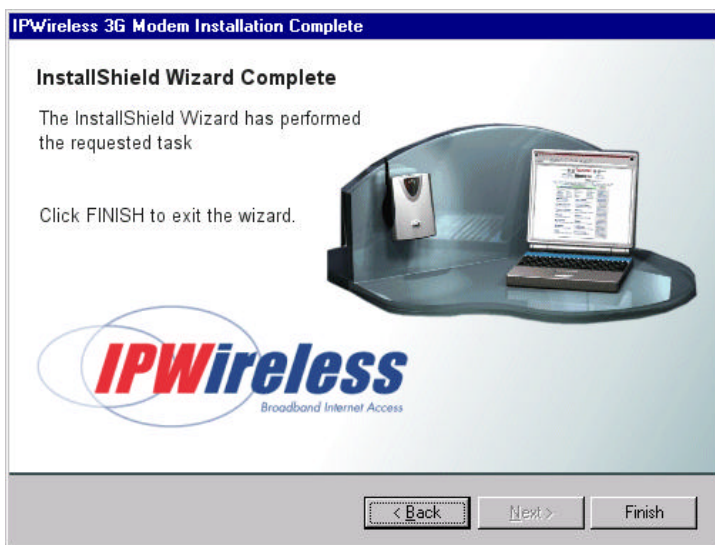 IPWireless 3G Modem Installation Complete
InstallShield Wizard Complete
The InstallShield Wizard has performed
the requested task
Click FINISH to exit the wizard.
IPWireless
Broadband Internet Access
< Back
Next >
Finish